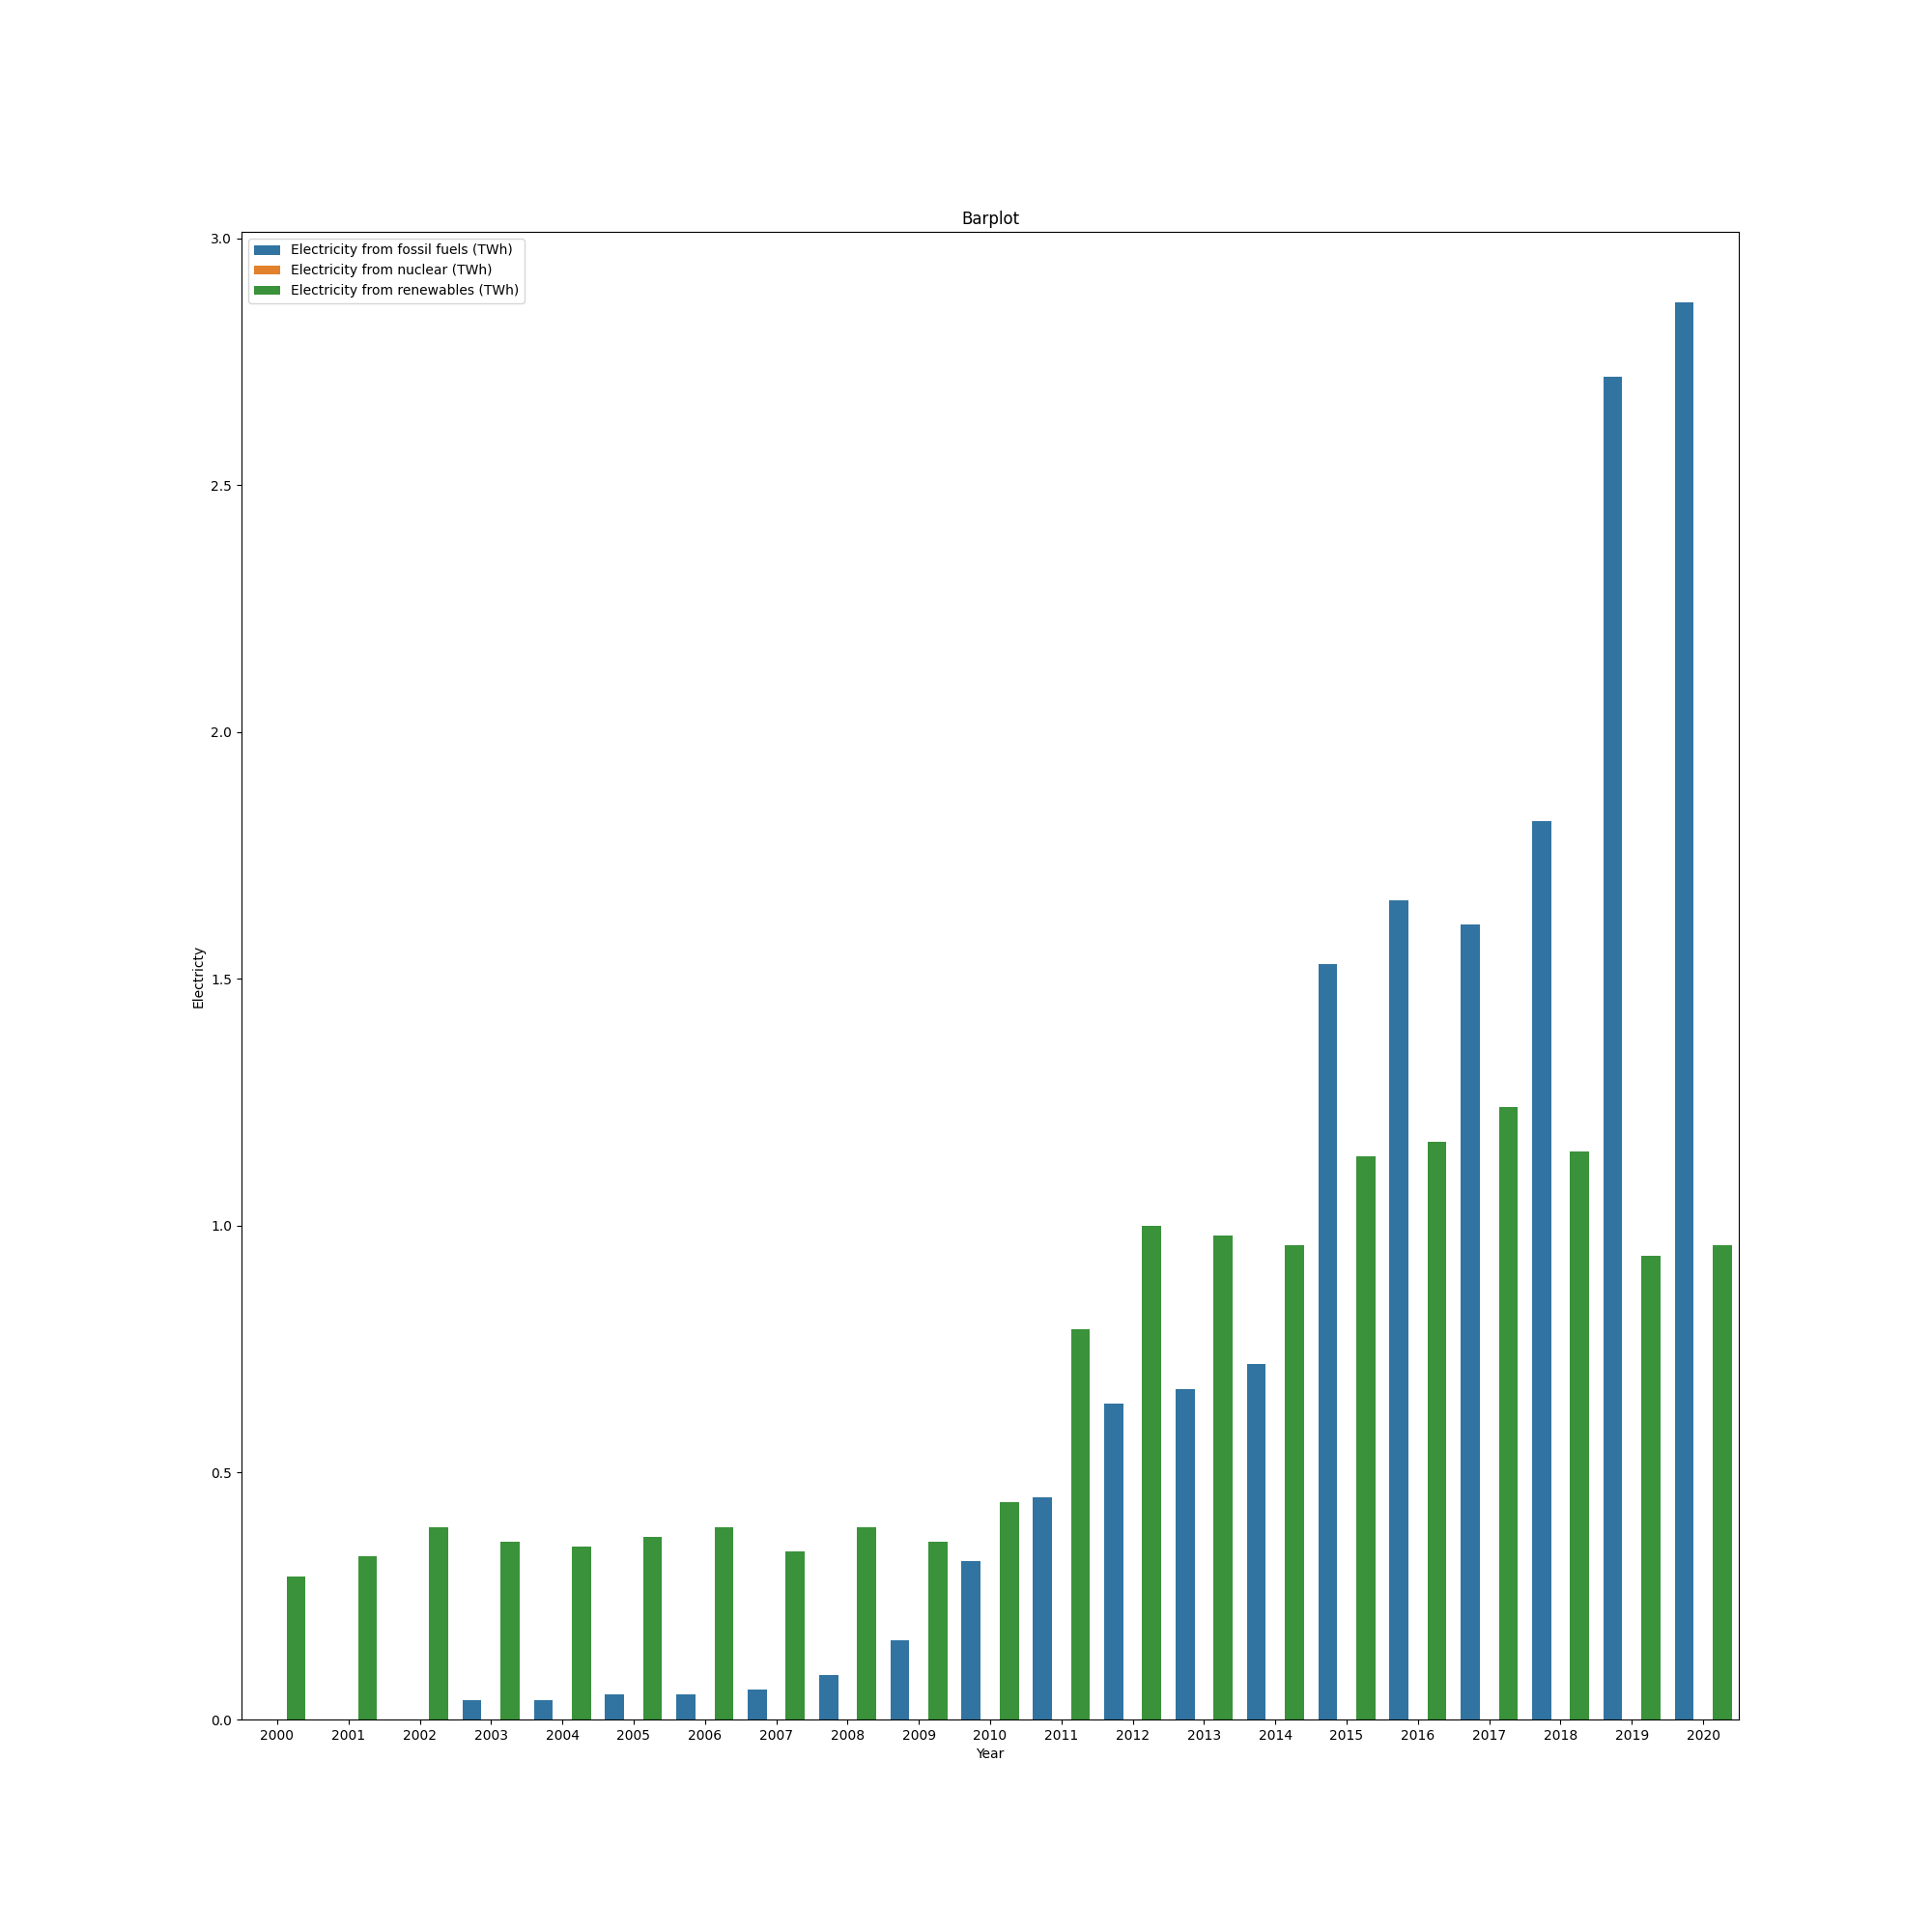 Barplot
3.0
Electricity from fossil fuels (TWh)
Electricity from nuclear (TWh)
Electricity from renewables (TWh)
2.5
2.0
1.5
1.0
0.5
0.0
Electricty
2000 2001 2002 2003 2004 2005 2006 2007 2008 2009 2010 2011 2012 2013 2014 2015 2016 2017 2018 2019 2020
Year